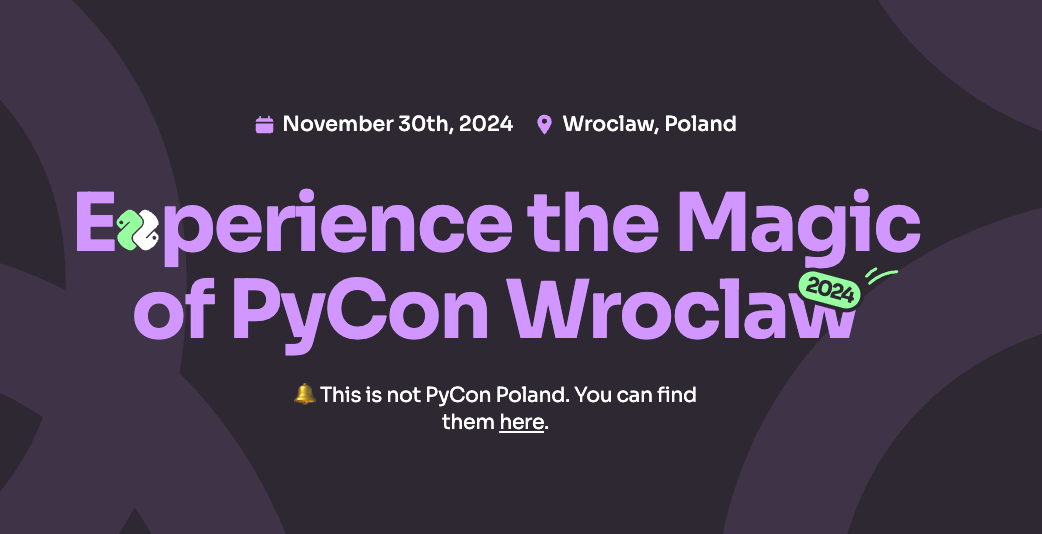 November 30th, 2024 Wroclaw, Poland
Experience the Magic
of PyCon Wroclaw
2024
🔔 This is not PyCon Poland. You can find
them here.